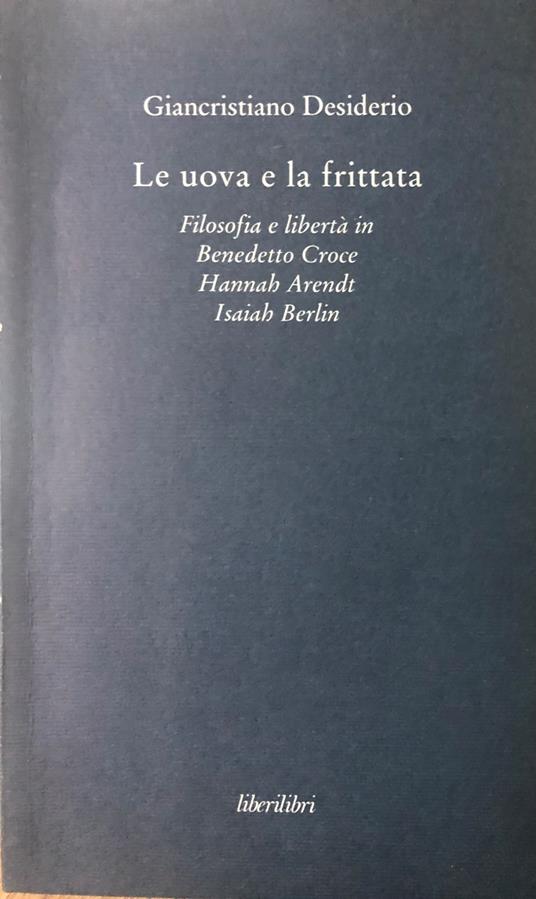 Giancristiano Desiderio
Le uova e la frittata
Filosofia e libertà in
Benedetto Croce
Hannah Arendt
Isaiah Berlin
liberilibri